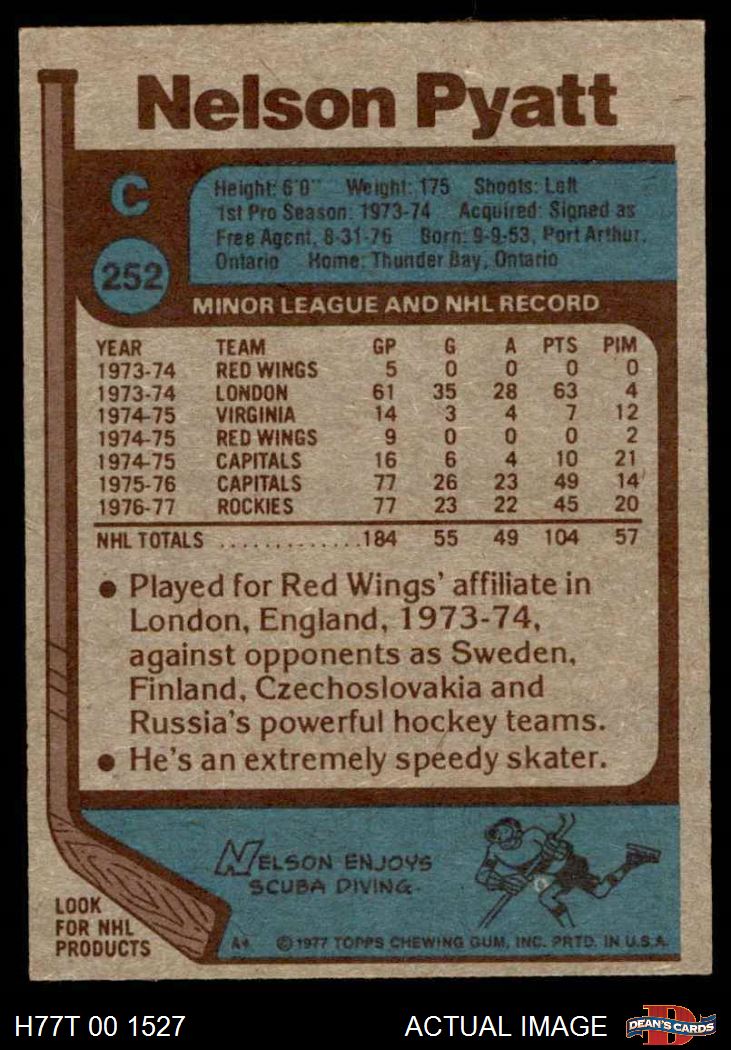 Nelson Pyatt
C
252
Height: 6'0" Weight: 175 Shoots: Left
1st Pro Season: 1973-74 Acquired: Signed as
Free Agent, 8-31-76 Born: 9-9-53, Port Arthur,
Ontario Home: Thunder Bay, Ontario
MINOR LEAGUE AND NHL RECORD
YEAR TEAM GP G A PTS PIM
1973-74 RED WINGS 5 0 0 0 0
1973-74 LONDON 61 35 28 63 4
1974-75 VIRGINIA 14 3 4 7 12
1974-75 RED WINGS 9 0 0 0 2
1974-75 CAPITALS 16 6 4 10 21
1975-76 CAPITALS 77 26 23 49 14
1976-77 ROCKIES 77 23 22 45 20
NHL TOTALS .............184 55 49 104 57
● Played for Red Wings' affiliate in
London, England, 1973-74,
against opponents as Sweden,
Finland, Czechoslovakia and
Russia's powerful hockey teams.
● He's an extremely speedy skater.
NELSON ENJOYS
SCUBA DIVING.
LOOK
FOR NHL
PRODUCTS
A4 © 1977 TOPPS CHEWING GUM, INC. PRTD. IN U.S.A.
H77T 00 1527 ACTUAL IMAGE D DEAN'S CARDS